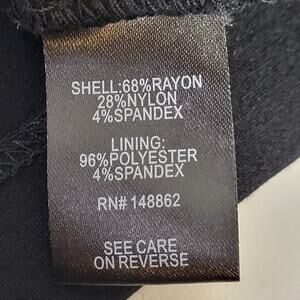 SHELL:68%RAYON
28%NYLON
4%SPANDEX
LINING:
96%POLYESTER
4%SPANDEX
RN# 148862
SEE CARE
ON REVERSE